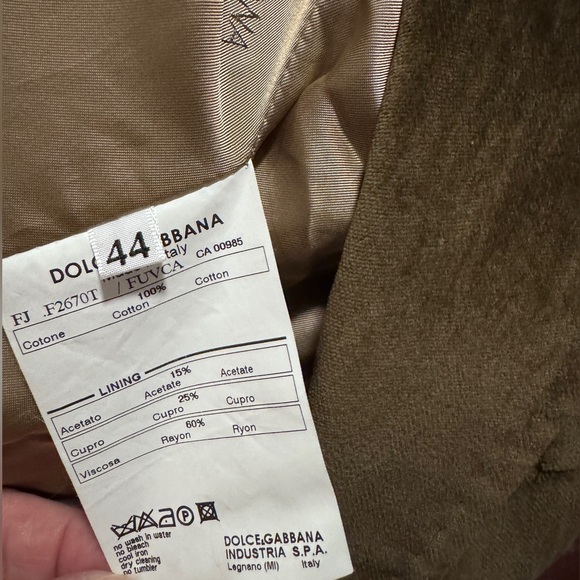 44
DOLC BBANA
Italy
CA 00985
FJ .F2670T / FUVCA
100%
Cotone Cotton Cotton
LINING
15%
Acetato Acetate Acetate
25%
Cupro Cupro Cupro
60%
Viscosa Rayon Ryon
no wash in water
no bleach
cool iron
dry cleaning
no tumbler
DOLCE&GABBANA
INDUSTRIA S.P.A.
Legnano (MI) Italy